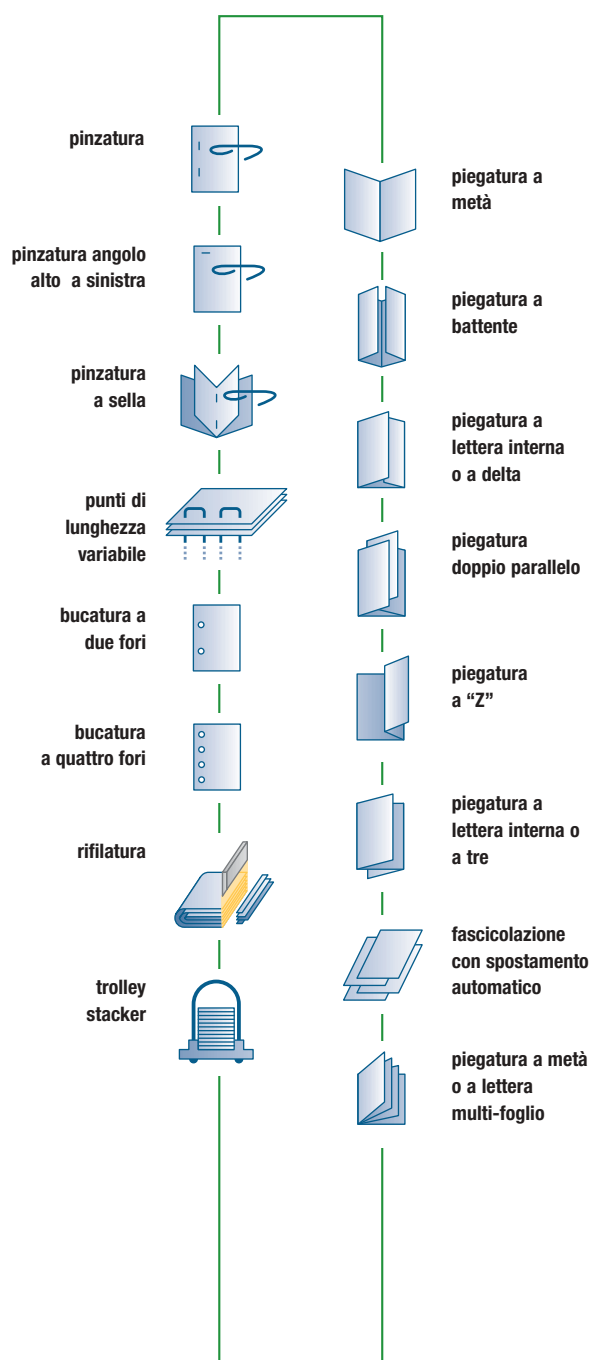 pinzatura
pinzatura angolo
alto a sinistra
pinzatura
a sella
punti di
lunghezza
variabile
bucatura a
due fori
bucatura
a quattro fori
rifilatura
trolley
stacker
piegatura a
metà
piegatura a
battente
piegatura a
lettera interna
o a delta
piegatura
doppio parallelo
piegatura
a “Z”
piegatura a
lettera interna o
a tre
fascicolazione
con spostamento
automatico
piegatura a metà
o a lettera
multi-foglio